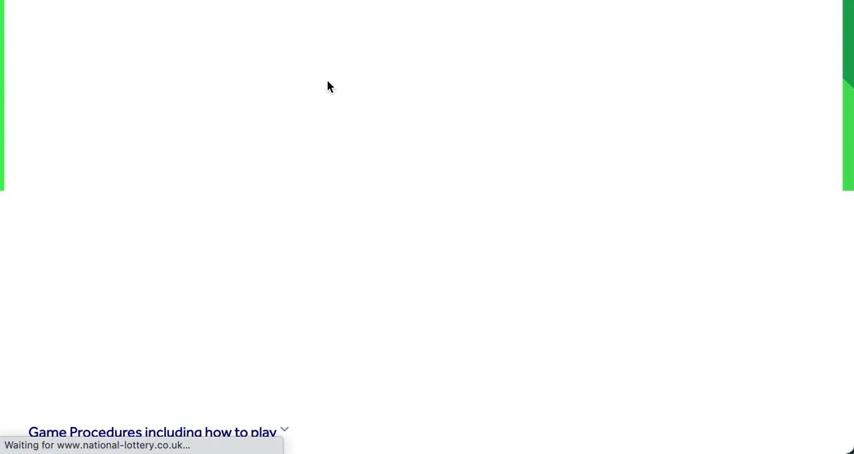 Game Procedures including how to play
Waiting for www.national-lottery.co.uk...